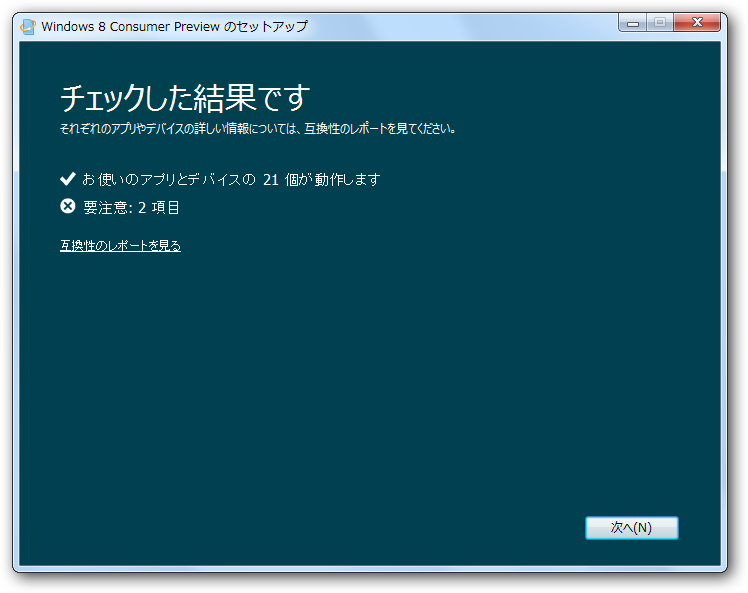 Windows 8 Consumer Preview のセットアップ
チェックした結果です
それぞれのアプリやデバイスの詳しい情報については、互換性のレポートを見てください。
お使いのアプリとデバイスの 21 個が動作します
要注意: 2 項目
互換性のレポートを見る
次へ(N)